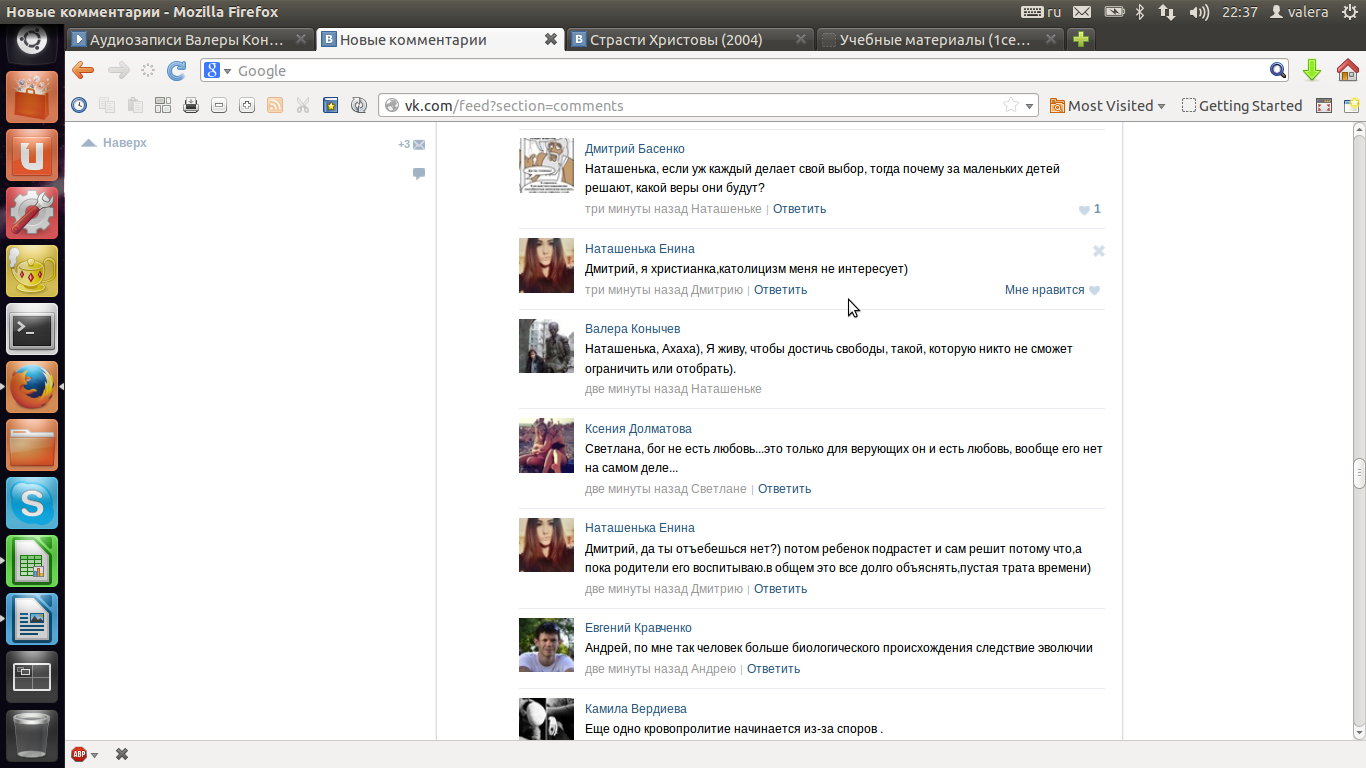 Новые комментарии - Mozilla Firefox
ru
22:37
valera
Аудиозаписи Валеры Кон...
Новые комментарии
Страсти Христовы (2004)
Учебные материалы (1се...
Google
vk.com/feed?section=comments
Most Visited
Getting Started
Наверх
+3
Дмитрий Басенко
Наташенька, если уж каждый делает свой выбор, тогда почему за маленьких детей
решают, какой веры они будут?
три минуты назад Наташеньке | Ответить
1
Наташенька Енина
Дмитрий, я христианка,католицизм меня не интересует)
три минуты назад Дмитрию | Ответить
Мне нравится
Валера Конычев
Наташенька, Ахаха), Я живу, чтобы достичь свободы, такой, которую никто не сможет
ограничить или отобрать).
две минуты назад Наташеньке
Ксения Долматова
Светлана, бог не есть любовь...это только для верующих он и есть любовь, вообще его нет
на самом деле...
две минуты назад Светлане | Ответить
Наташенька Енина
Дмитрий, да ты отъебешься нет?) потом ребенок подрастет и сам решит потому что,а
пока родители его воспитываю.в общем это все долго объяснять,пустая трата времени)
две минуты назад Дмитрию | Ответить
Евгений Кравченко
Андрей, по мне так человек больше биологического происхождения следствие эволючии
две минуты назад Андрею | Ответить
Камила Вердиева
Еще одно кровопролитие начинается из-за споров .
ABP